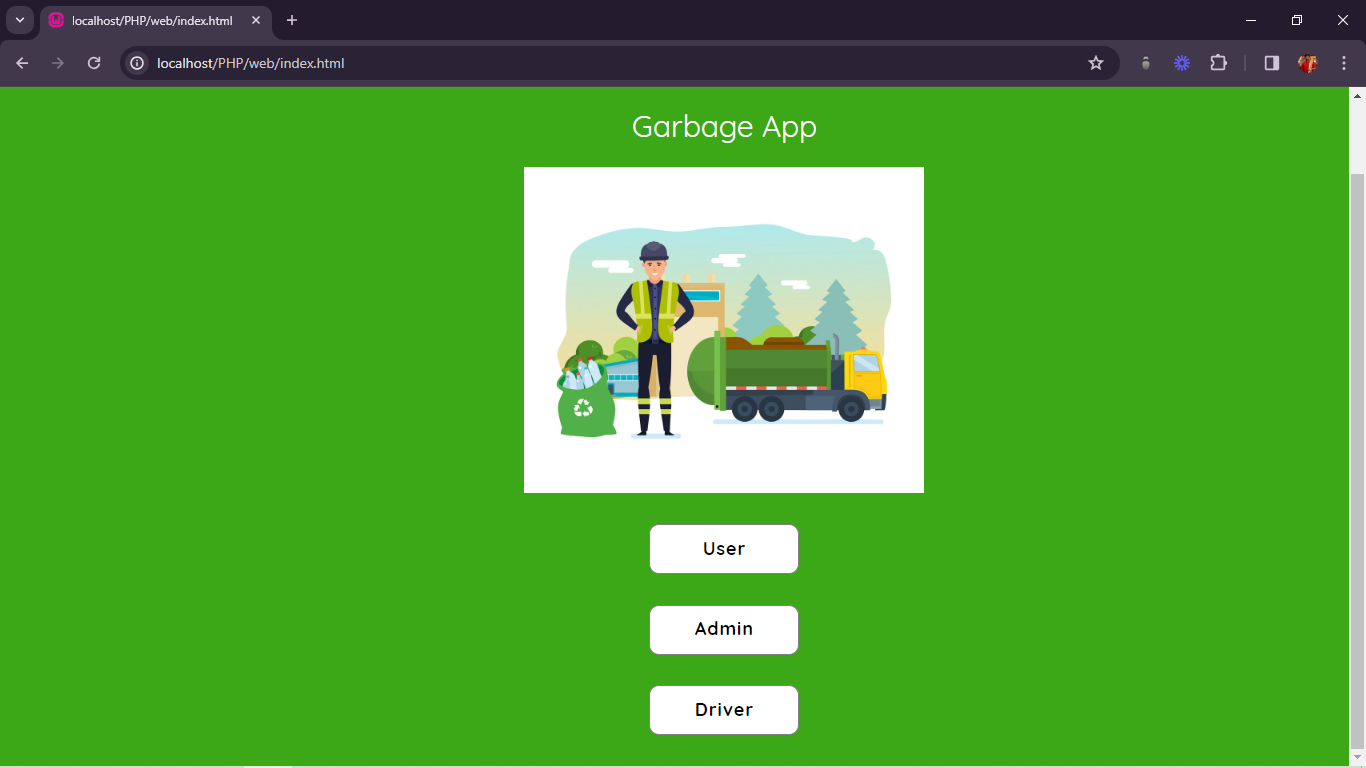 localhost/PHP/web/index.html
localhost/PHP/web/index.html
Garbage App
User
Admin
Driver